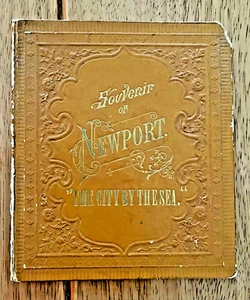 Souvenir
OF
NEWPORT.
"THE CITY BY THE SEA."